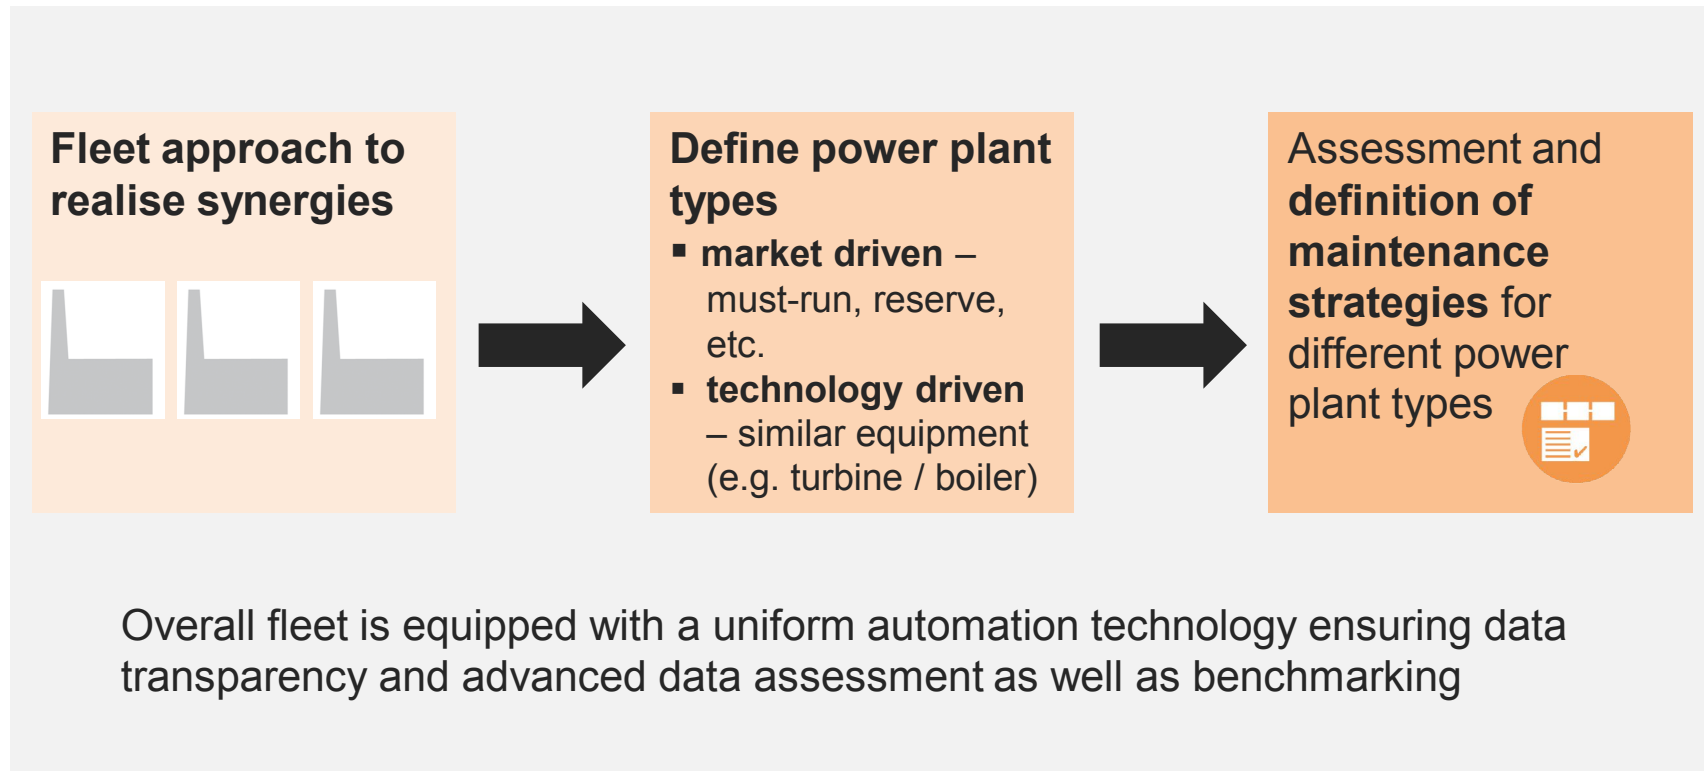 Fleet approach to
realise synergies
Define power plant
types
▪ market driven –
must-run, reserve,
etc.
▪ technology driven
– similar equipment
(e.g. turbine / boiler)
Assessment and
definition of
maintenance
strategies for
different power
plant types
Overall fleet is equipped with a uniform automation technology ensuring data
transparency and advanced data assessment as well as benchmarking